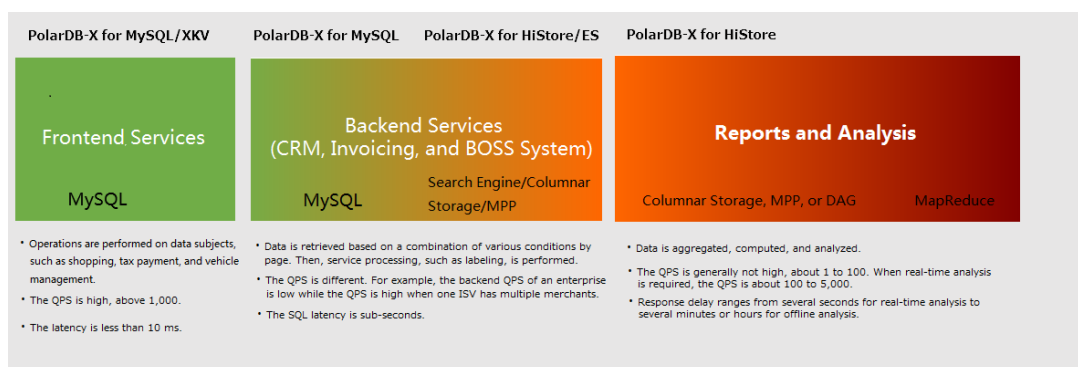 PolarDB-X for MySQL/XKV
PolarDB-X for MySQL
PolarDB-X for HiStore/ES
PolarDB-X for HiStore
Frontend Services
MySQL
Backend Services
(CRM, Invoicing, and BOSS System)
MySQL
Search Engine/Columnar
Storage/MPP
Reports and Analysis
Columnar Storage, MPP, or DAG
MapReduce
• Operations are performed on data subjects,
such as shopping, tax payment, and vehicle
management.
• The QPS is high, above 1,000.
• The latency is less than 10 ms.
• Data is retrieved based on a combination of various conditions by
page. Then, service processing, such as labeling, is performed.
• The QPS is different. For example, the backend QPS of an enterprise
is low while the QPS is high when one ISV has multiple merchants.
• The SQL latency is sub-seconds.
• Data is aggregated, computed, and analyzed.
• The QPS is generally not high, about 1 to 100. When real-time analysis
is required, the QPS is about 100 to 5,000.
• Response delay ranges from several seconds for real-time analysis to
several minutes or hours for offline analysis.